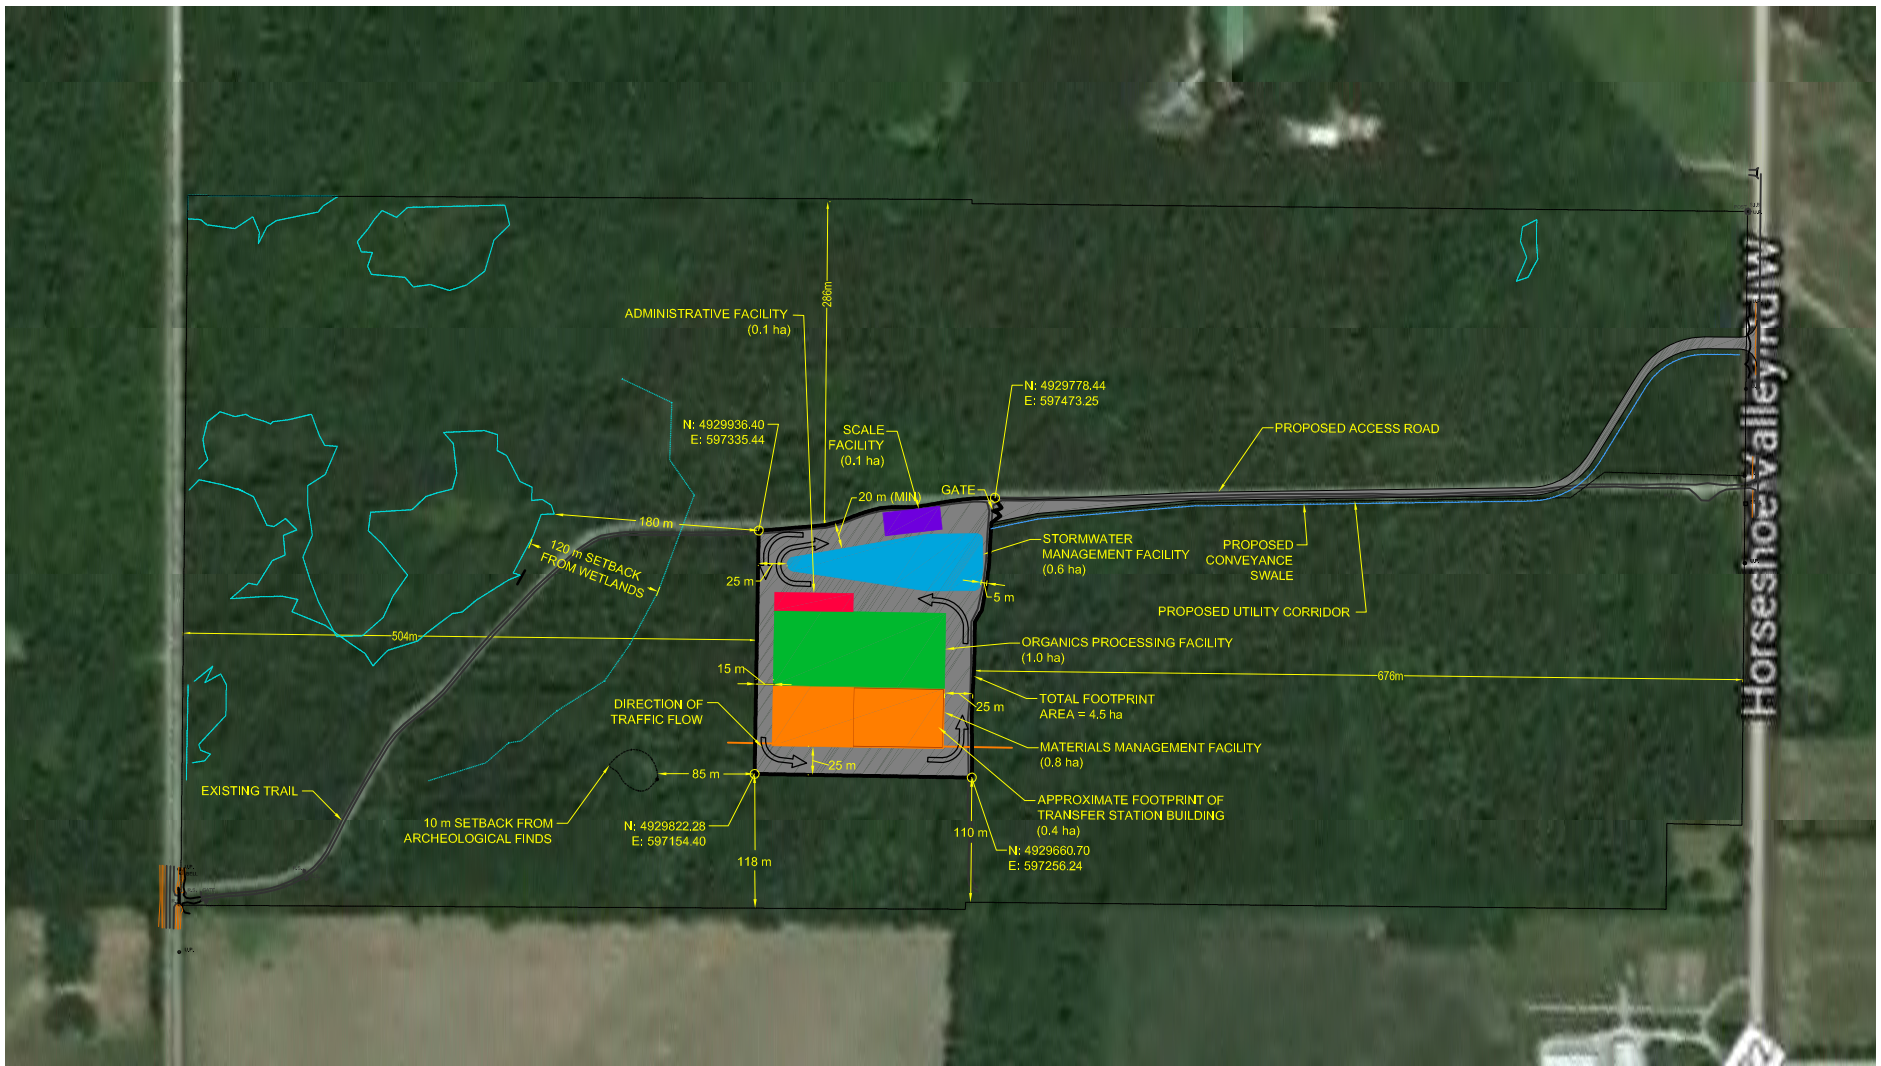 286m
ADMINISTRATIVE FACILITY
(0.1 ha)
N: 4929778.44
E: 597473.25
N: 4929936.40
E: 597335.44
SCALE
FACILITY
(0.1 ha)
PROPOSED ACCESS ROAD
20 m (MIN)
GATE
180 m
120 m SETBACK
FROM WETLANDS
25 m
STORMWATER
MANAGEMENT FACILITY
(0.6 ha)
PROPOSED
CONVEYANCE
SWALE
5 m
PROPOSED UTILITY CORRIDOR
504m
ORGANICS PROCESSING FACILITY
(1.0 ha)
15 m
676m
DIRECTION OF
TRAFFIC FLOW
25 m
TOTAL FOOTPRINT
AREA = 4.5 ha
MATERIALS MANAGEMENT FACILITY
(0.8 ha)
25 m
85 m
EXISTING TRAIL
10 m SETBACK FROM
ARCHEOLOGICAL FINDS
N: 4929822.28
E: 597154.40
APPROXIMATE FOOTPRINT OF
TRANSFER STATION BUILDING
(0.4 ha)
110 m
118 m
N: 4929660.70
E: 597256.24
Horseshoe Valley Rd W